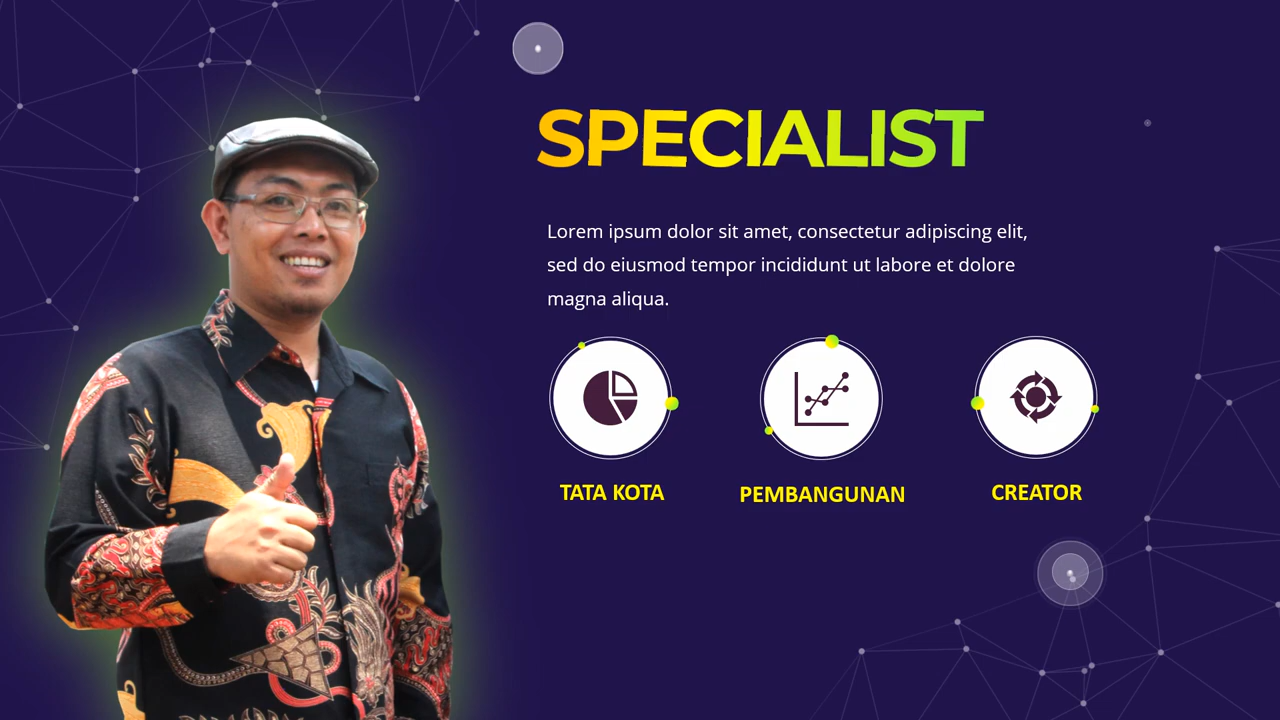 SPECIALIST
Lorem ipsum dolor sit amet, consectetur adipiscing elit,
sed do eiusmod tempor incididunt ut labore et dolore
magna aliqua.
TATA KOTA
PEMBANGUNAN
CREATOR